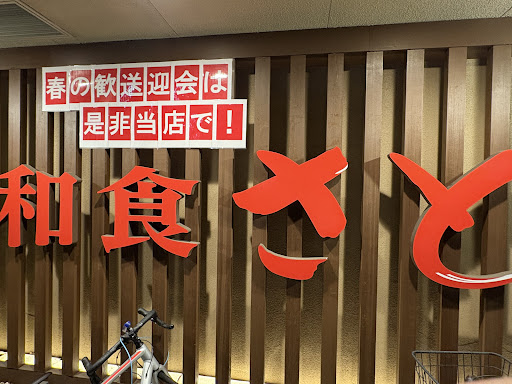 春の歓送迎会は
是非当店で！
和食さと